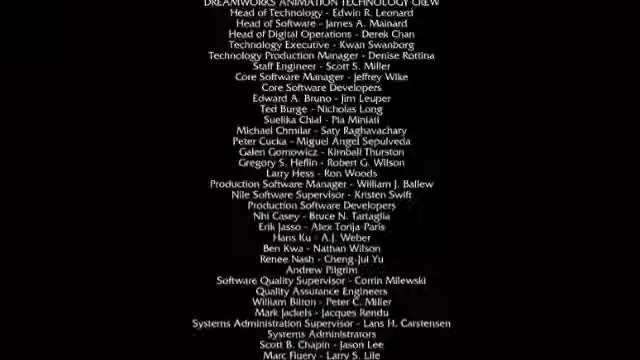 DREAMWORKS ANIMATION TECHNOLOGY CREW
Head of Technology - Edwin R. Leonard
Head of Software - James A. Mainard
Head of Digital Operations - Derek Chan
Technology Executive - Kwan Swanborg
Technology Production Manager - Denise Rottina
Staff Engineer - Scott S. Miller
Core Software Manager - Jeffrey Wike
Core Software Developers
Edward A. Bruno - Jim Leuper
Ted Burge - Nicholas Long
Suelika Chial - Pia Miniati
Michael Chmilar - Saty Raghavachary
Peter Cucka - Miguel Ángel Sepulveda
Galen Gornowicz - Kimball Thurston
Gregory S. Heflin - Robert G. Wilson
Larry Hess - Ron Woods
Production Software Manager - William J. Ballew
Nile Software Supervisor - Kristen Swift
Production Software Developers
Nhi Casey - Bruce N. Tartaglia
Erik Jasso - Alex Torija-Paris
Hans Ku - A.J. Weber
Ben Kwa - Nathan Wilson
Renee Nash - Cheng-Jui Yu
Andrew Pilgrim
Software Quality Supervisor - Corrin Milewski
Quality Assurance Engineers
William Bilton - Peter C. Miller
Mark Jackels - Jacques Rendu
Systems Administration Supervisor - Lans H. Carstensen
Systems Administrators
Scott B. Chapin - Jason Lee
Marc Fluery - Larry S. Lile